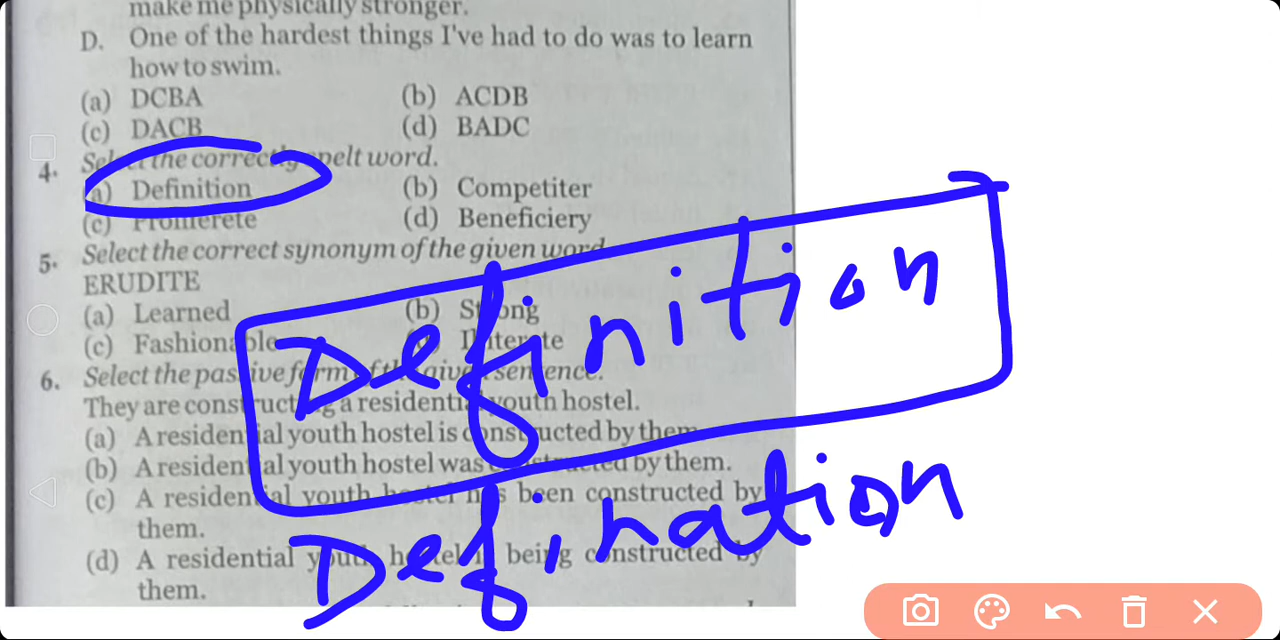 make me physically stronger.
D. One of the hardest things I've had to do was to learn
how to swim.
(a) DCBA (b) ACDB
(c) DACB (d) BADC
4. Select the correctly spelt word.
(a) Definition (b) Competiter
(c) Promerete (d) Beneficiery
5. Select the correct synonym of the given word
ERUDITE
(a) Learned (b) Strong
(c) Fashionable
Definition
6. Select the passive form of the given sentence.
They are constructing a residential youth hostel.
(a) A residential youth hostel is constructed by them
(b) A residential youth hostel was constructed by them.
(c) A residential youth hostel has been constructed by
them.
Defination
(d) A residential youth hostel is being constructed by
them.